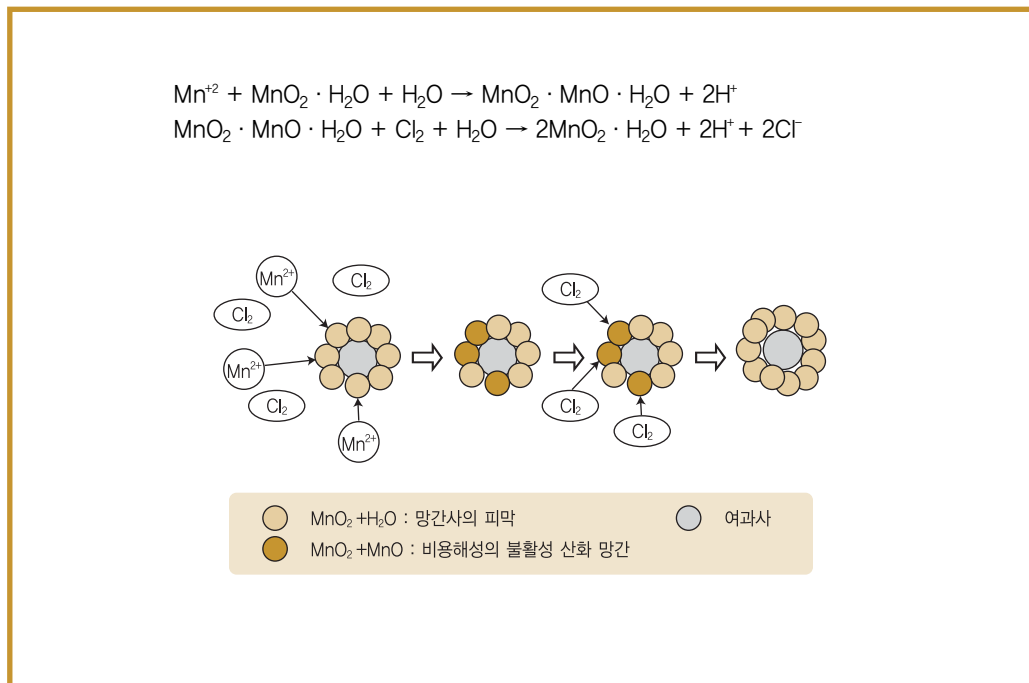 Mn⁺² + MnO₂ · H₂O + H₂O → MnO₂ · MnO · H₂O + 2H⁺
MnO₂ · MnO · H₂O + Cl₂ + H₂O → 2MnO₂ · H₂O + 2H⁺ + 2Cl⁻
Mn²⁺
Cl₂
Cl₂
Cl₂
Mn²⁺
Cl₂
Cl₂
Cl₂
Mn²⁺
MnO₂ +H₂O : 망간사의 피막
여과사
MnO₂ +MnO : 비용해성의 불활성 산화 망간